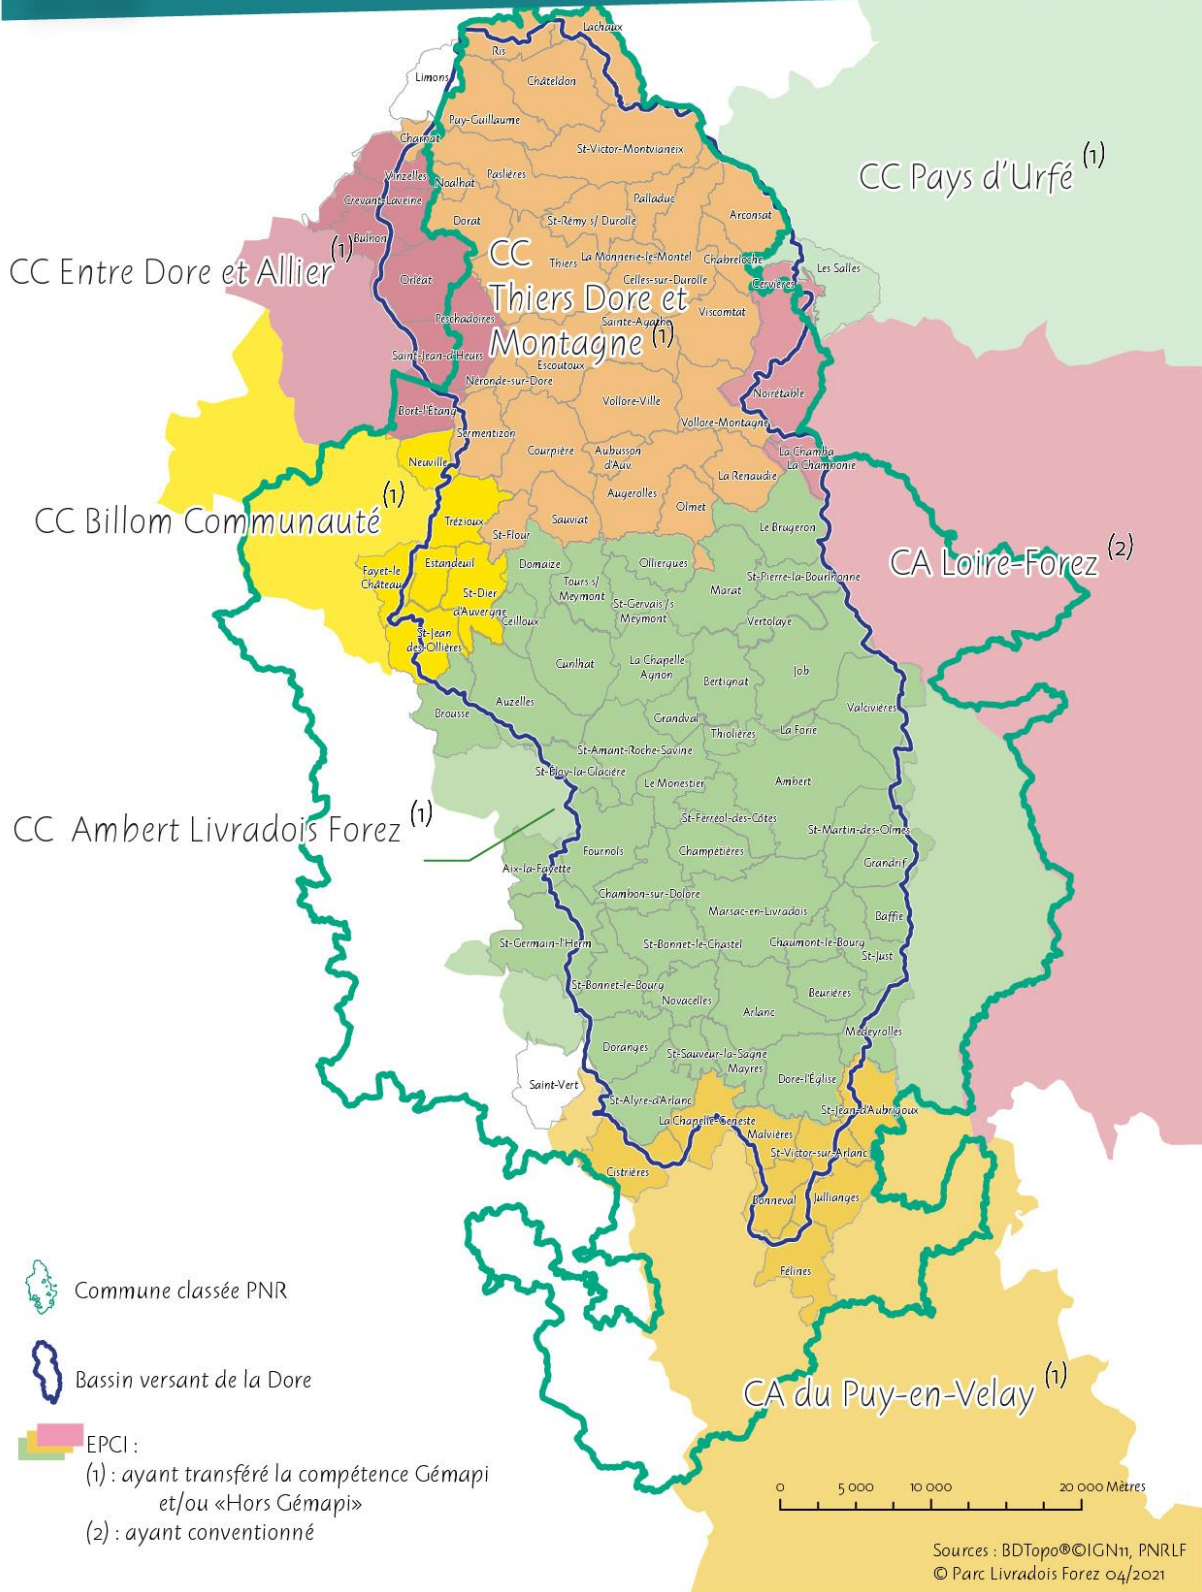 Lachaux
Ris
Limons
Châteldon
Puy-Guillaume
Charnat
St-Victor-Montvianeix
CC Pays d'Urfé (1)
Vinzelles
Noalhat
Paslières
Crevant-Laveine
Palladuc
Dorat
St-Rémy s/ Durolle
Arconsat
Bulhon
CC Entre Dore et Allier (1)
CC
Thiers Dore et
Montagne (1)
Thiers
La Monnerie-le-Montel
Chabreloche
Les Salles
Orléat
Celles-sur-Durolle
Cervières
Peschadoires
Sainte-Agathe
Viscomtat
Saint-Jean-d'Heurs
Escoutoux
Néronde-sur-Dore
Noirétable
Bort-l'Étang
Vollore-Ville
Sermentizon
Vollore-Montagne
Courpière
Aubusson
d'Auv.
La Chamba
La Chambonie
Neuville
La Renaudie
CC Billom Communauté (1)
Augerolles
Olmet
Trézioux
Sauviat
St-Flour
Le Brugeron
CA Loire-Forez (2)
Fayet-le
Château
Estandeuil
Domaize
Olliergues
St-Pierre-la-Bourlhonne
Tours s/
Meymont
Marat
St-Dier
d'Auvergne
St-Gervais /s
Meymont
Ceilloux
Vertolaye
St-Jean
des-Ollières
Cunlhat
La Chapelle
Agnon
Job
Bertignat
Auzelles
Valcivières
Brousse
Grandval
Thiolières
La Forie
St-Amant-Roche-Savine
St-Éloy-la-Glacière
Le Monestier
Ambert
CC Ambert Livradois Forez (1)
St-Ferréol-des-Côtes
St-Martin-des-Olmes
Fournols
Champétières
Grandrif
Aix-la-Fayette
Chambon-sur-Dolore
Marsac-en-Livradois
Baffie
St-Germain-l'Herm
St-Bonnet-le-Chastel
Chaumont-le-Bourg
St-Just
St-Bonnet-le-Bourg
Novacelles
Beurières
Arlanc
Medeyrolles
Doranges
St-Sauveur-la-Sagne
Mayres
Saint-Vert
Dore-l'Église
St-Alyre-d'Arlanc
St-Jean-d'Aubrigoux
La Chapelle-Geneste
Malvières
St-Victor-sur-Arlanc
Cistrières
Bonneval
Jullianges
Félines
CA du Puy-en-Velay (1)
Commune classée PNR
Bassin versant de la Dore
EPCI :
(1) : ayant transféré la compétence Gémapi
et/ou «Hors Gémapi»
(2) : ayant conventionné
0 5 000 10 000 20 000 Mètres
Sources : BDTopo®©IGN11, PNRLF
© Parc Livradois Forez 04/2021